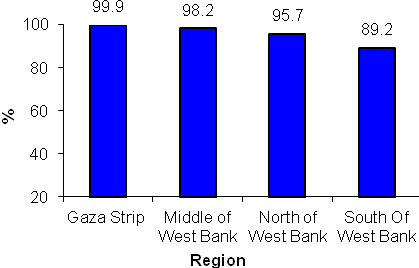 99.9 98.2 95.7 89.2
100
80
60
40
20
%
Gaza Strip Middle of North of South Of
West Bank West Bank West Bank
Region